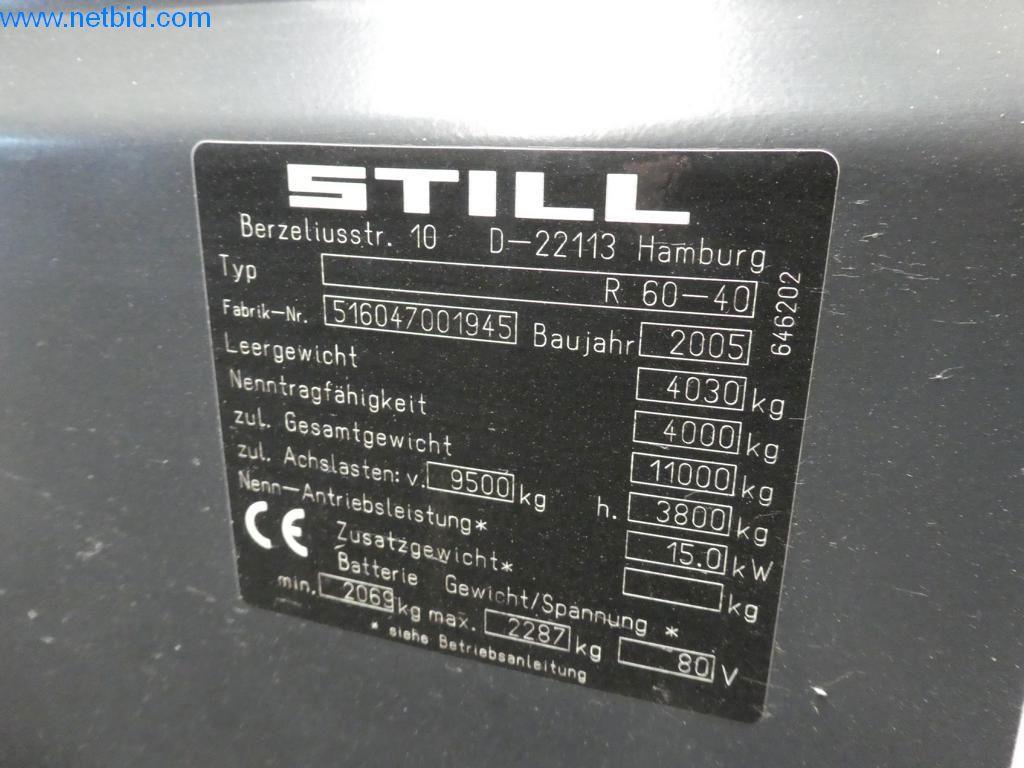 www.netbid.com
STILL
Berzeliusstr. 10 D-22113 Hamburg
Typ R 60-40
646202
Fabrik-Nr. 516047001945 Baujahr 2005
Leergewicht 4030 kg
Nenntragfähigkeit 4000 kg
zul. Gesamtgewicht 11000 kg
zul. Achslasten: v. 9500 kg h. 3800 kg
Nenn-Antriebsleistung* 15.0 kW
CE Zusatzgewicht* kg
Batterie Gewicht/Spannung *
min. 2069 kg max. 2287 kg 80 V
* siehe Betriebsanleitung